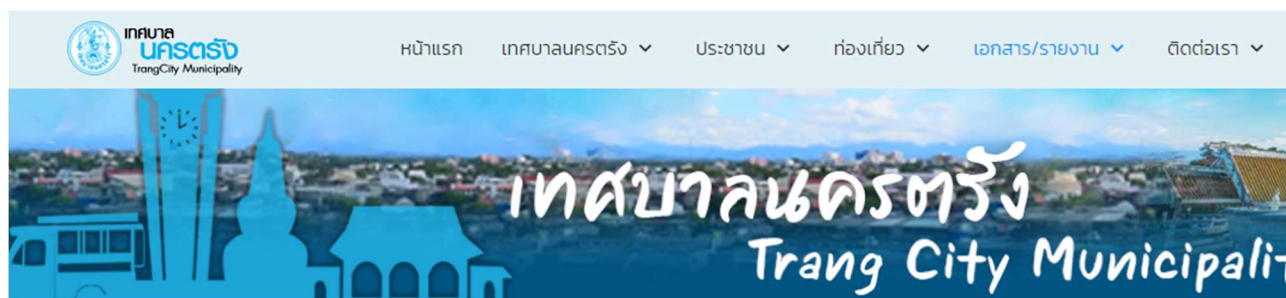 เทศบาล
นครตรัง
TrangCity Municipality
หน้าแรก เทศบาลนครตรัง ประชาชน ท่องเที่ยว เอกสาร/รายงาน ติดต่อเรา
เทศบาลนครตรัง
Trang City Municipalit